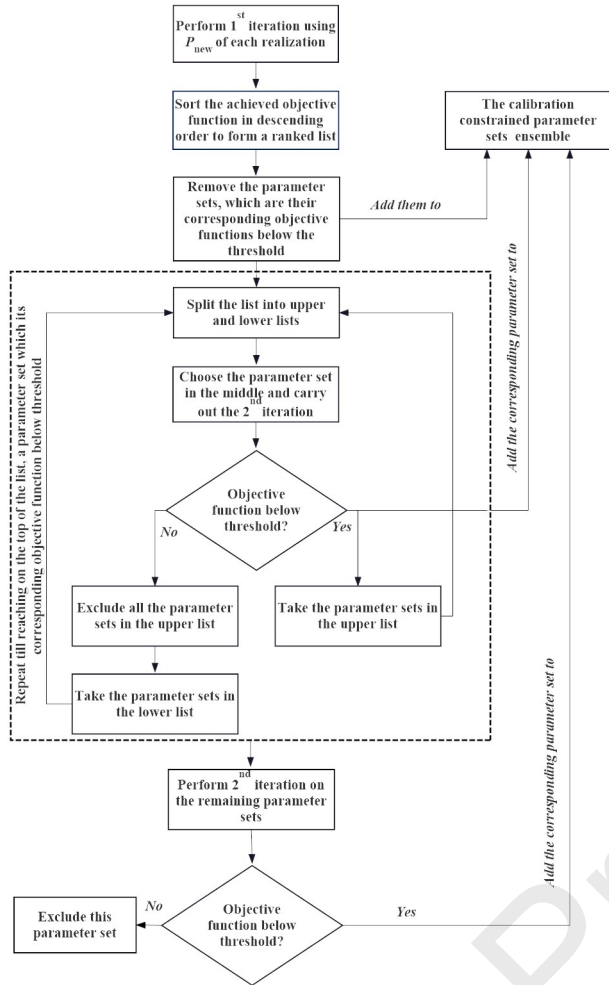 Perform 1st iteration using
Pnew of each realization
Sort the achieved objective
function in descending
order to form a ranked list
The calibration
constrained parameter
sets ensemble
Remove the parameter
sets, which are their
corresponding objective
functions below the
threshold
Add them to
Split the list into upper
and lower lists
Choose the parameter set
in the middle and carry
out the 2nd iteration
Objective
function below
threshold?
No
Yes
Add the corresponding parameter set to
Exclude all the parameter
sets in the upper list
Take the parameter sets in
the upper list
Take the parameter sets in
the lower list
Repeat till reaching on the top of the list, a parameter set which its
corresponding objective function below threshold
Perform 2nd iteration on
the remaining parameter
sets
Add the corresponding parameter set to
Objective
function below
threshold?
No
Yes
Exclude this
parameter set